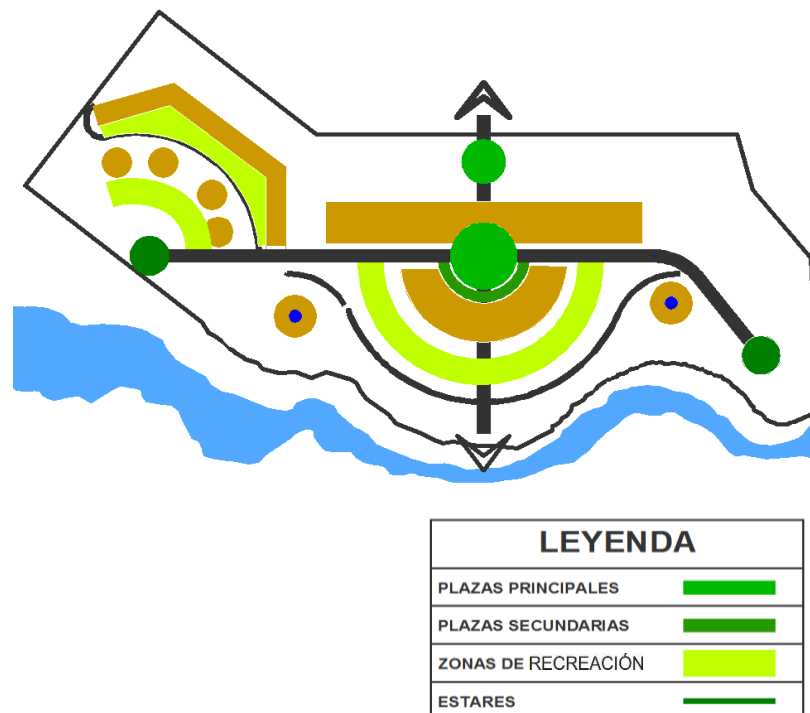 LEYENDA
PLAZAS PRINCIPALES
PLAZAS SECUNDARIAS
ZONAS DE RECREACIÓN
ESTARES